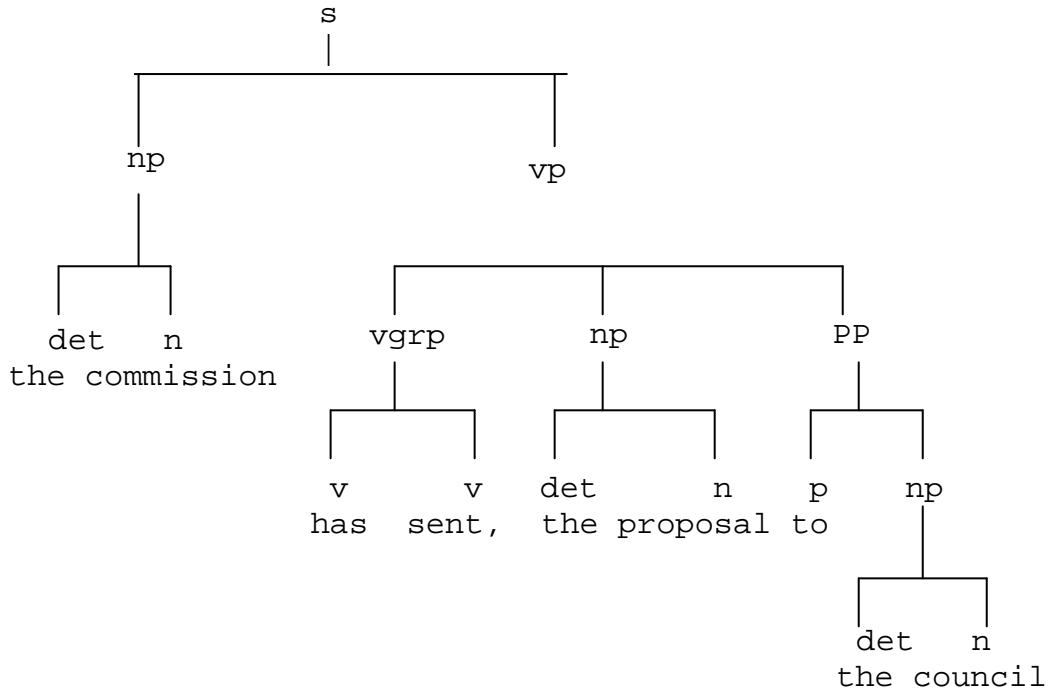 s
np vp
det n vgrp np PP
the commission
v v det n p np
has sent, the proposal to
det n
the council